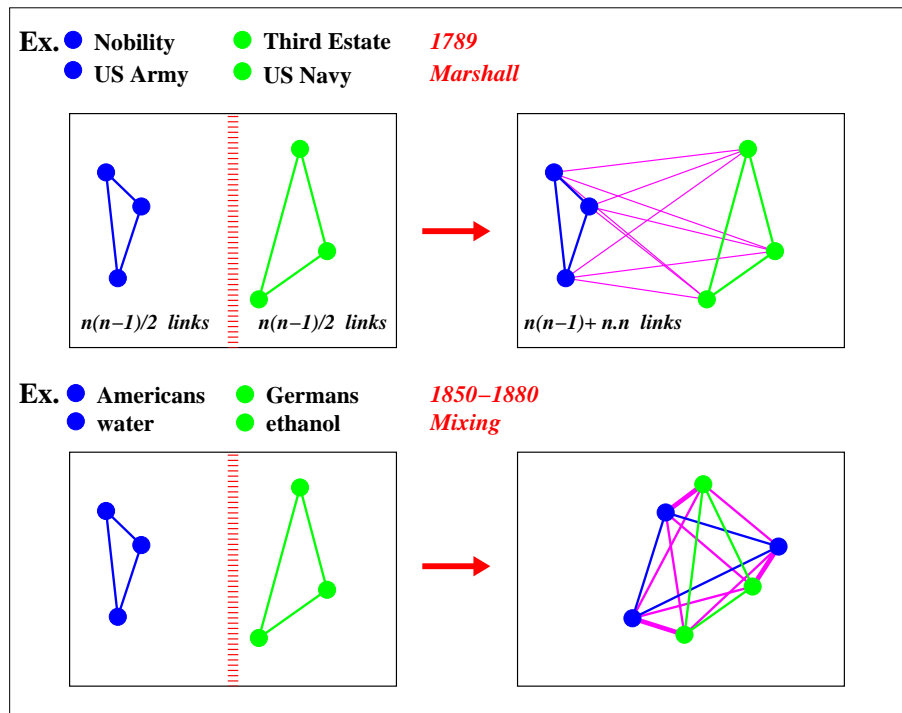 Ex. Nobility Third Estate 1789
US Army US Navy Marshall
n(n−1)/2 links n(n−1)/2 links n(n−1)+ n.n links
Ex. Americans Germans 1850−1880
water ethanol Mixing